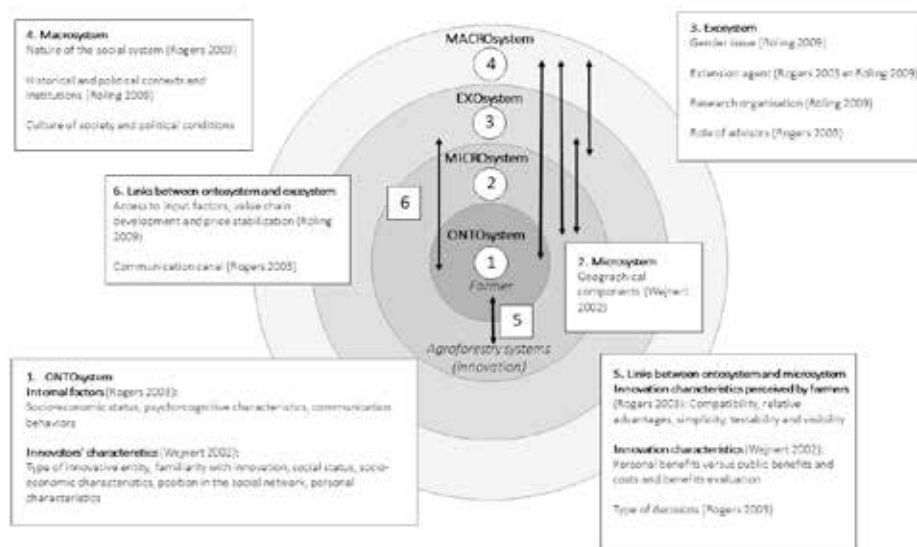 4. Macrosystem
Nature of the social system (Rogers 2003)
Historical and political contexts and
institutions (Röling 2009)
Culture of society and political conditions
MACROsystem
4
EXOsystem
3
MICROsystem
2
ONTOsystem
1
Farmer
5
6
Agroforestry systems
(innovation)
3. Exosystem
Gender issue (Röling 2009)
Extension agent (Rogers 2003 et Röling 2009)
Research organisation (Röling 2009)
Role of advisors (Rogers 2003)
6. Links between ontosystem and exosystem
Access to input factors, value chain
development and price stabilization (Röling
2009)
Communication canal (Rogers 2003)
2. Microsystem
Geographical
components (Wejnert
2002)
1. ONTOsystem
Internal factors (Rogers 2003):
Socioeconomic status, psychocognitive characteristics, communication
behaviors
Innovators' characteristics (Wejnert 2002):
Type of innovative entity, familiarity with innovation, social status, socio-
economic characteristics, position in the social network, personal
characteristics
5. Links between ontosystem and microsystem
Innovation characteristics perceived by farmers
(Rogers 2003): Compatibility, relative
advantages, simplicity, testability and visibility
Innovation characteristics (Wejnert 2002):
Personal benefits versus public benefits and
costs and benefits evaluation
Type of decisions (Rogers 2003)